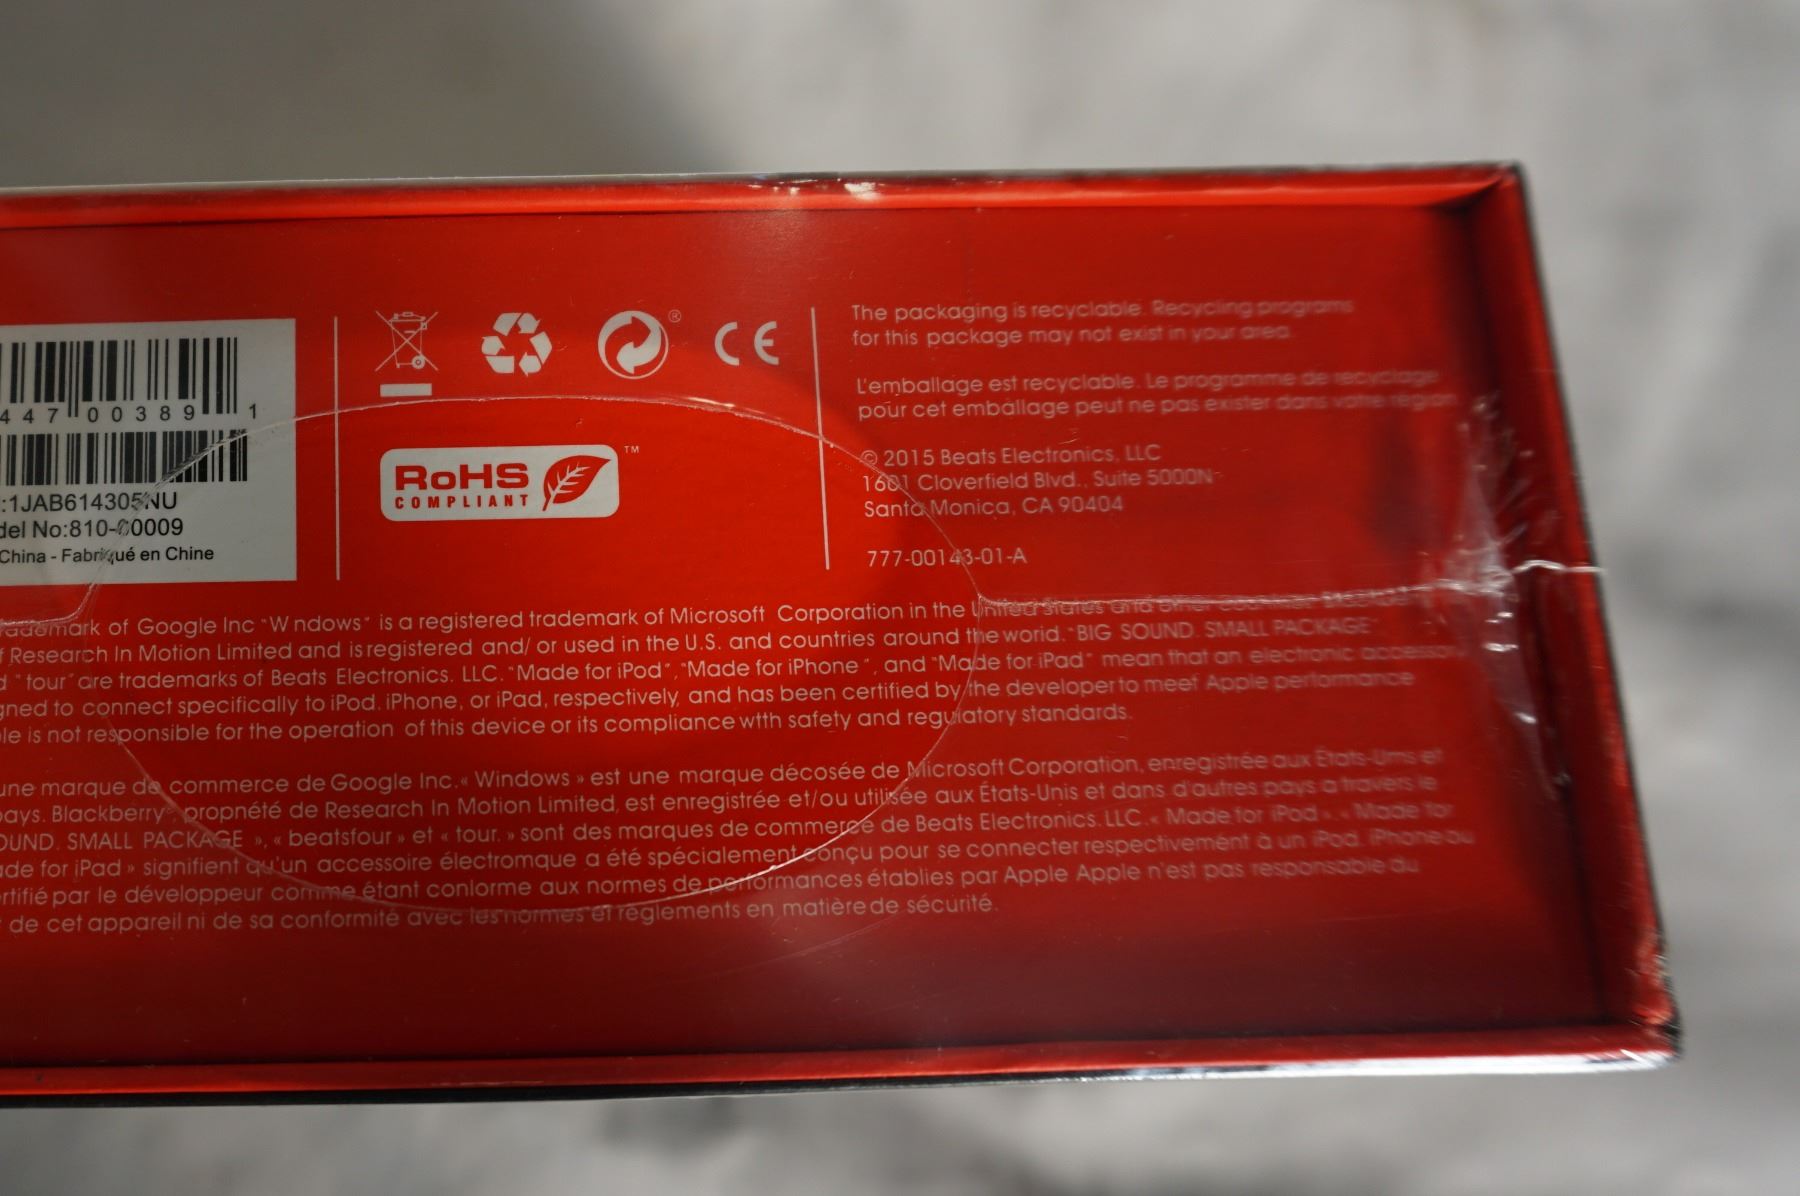 447 00389 1
:1JAB614305NU
del No:810-00009
China - Fabriqué en Chine
®
CE
RoHS
COMPLIANT
™
The packaging is recyclable. Recycling programs
for this package may not exist in your area.
L'emballage est recyclable. Le programme de recyclage
pour cet emballage peut ne pas exister dans votre région.
© 2015 Beats Electronics, LLC
1601 Cloverfield Blvd., Suite 5000N
Santa Monica, CA 90404
777-00143-01-A
rademark of Google Inc "W ndows" is a registered trademark of Microsoft Corporation in the United States and other countries.
f Research In Motion Limited and is registered and/ or used in the U.S. and countries around the world. "BIG SOUND. SMALL PACKAGE"
d "tour" are trademarks of Beats Electronics. LLC. "Made for iPod", "Made for iPhone ", and "Made for iPad" mean that an electronic accessory
gned to connect specifically to iPod. iPhone, or iPad, respectively, and has been certified by the developer to meet Apple performance
le is not responsible for the operation of this device or its compliance wtth safety and regulatory standards.
une marque de commerce de Google Inc. « Windows » est une marque décosée de Microsoft Corporation, enregistrée aux États-Unis et
pays. Blackberry, propnété de Research In Motion Limited, est enregistrée et/ou utilisée aux États-Unis et dans d'autres pays a travers le
OUND. SMALL PACKAGE », « beatsfour » et « tour. » sont des marques de commerce de Beats Electronics. LLC. « Made for iPod », « Made for
ade for iPad » signifient qu'un accessoire électromque a été spécialement conçu pour se connecter respectivement à un iPod. iPhone ou
rtifié par le développeur comme étant conforme aux normes de performances établies par Apple Apple n'est pas responsable du
t de cet appareil ni de sa conformité avec les normes et règlements en matière de sécurité.